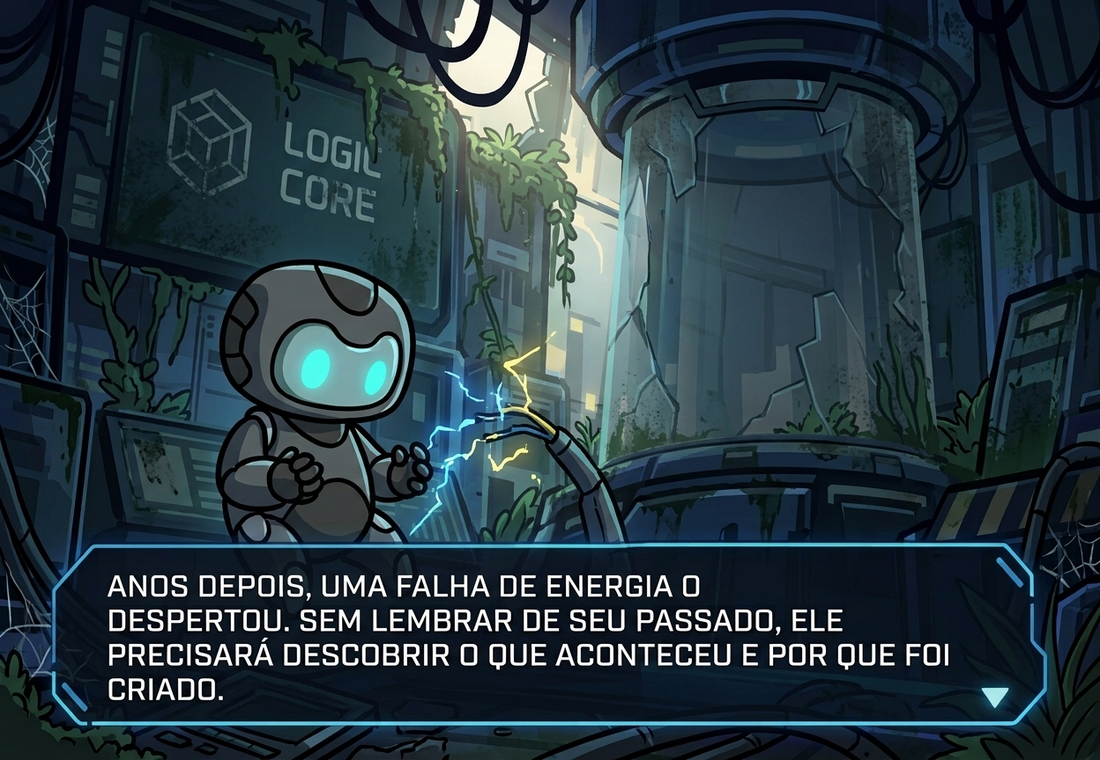 LOGIC
CORE
ANOS DEPOIS, UMA FALHA DE ENERGIA O
DESPERTOU. SEM LEMBRAR DE SEU PASSADO, ELE
PRECISARÁ DESCOBRIR O QUE ACONTECEU E POR QUE FOI
CRIADO.